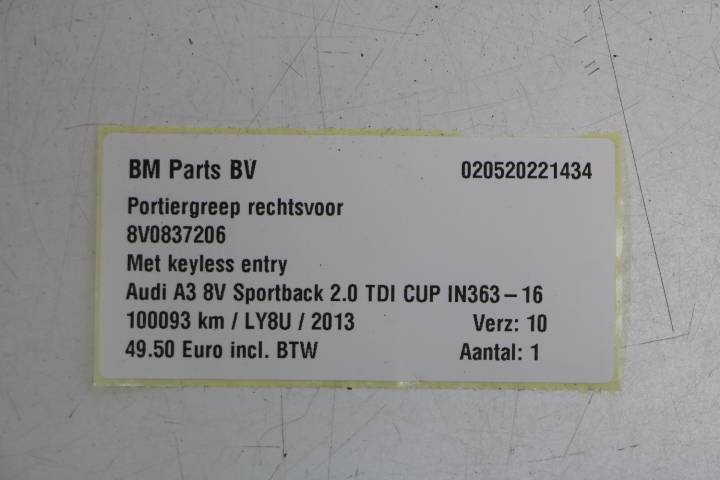 BM Parts BV 020520221434
Portiergreep rechtsvoor
8V0837206
Met keyless entry
Audi A3 8V Sportback 2.0 TDI CUP IN363-16
100093 km / LY8U / 2013 Verz: 10
49.50 Euro incl. BTW Aantal: 1